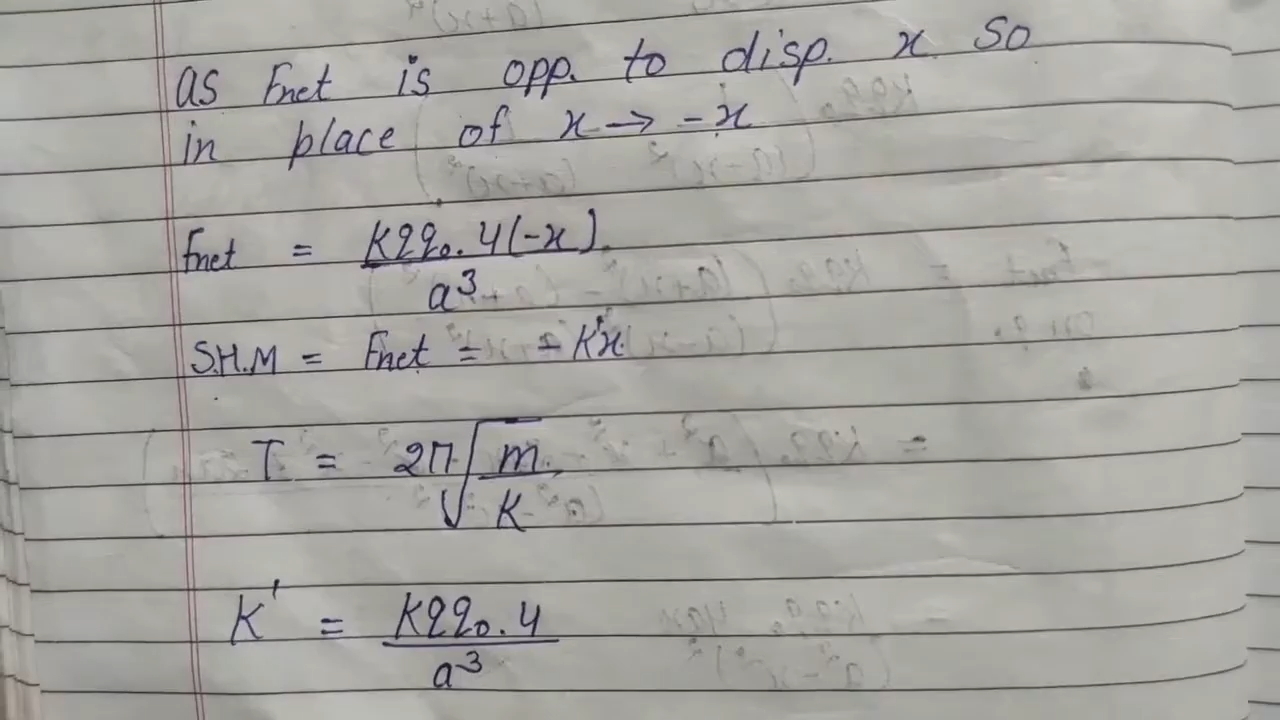 as Fnet is opp. to disp. x so
in place of x → -x
Fnet = Kqq₀.4(-x) / a³
S.H.M = Fnet = -K'x
T = 2π√(m/K)
K' = Kqq₀.4 / a³